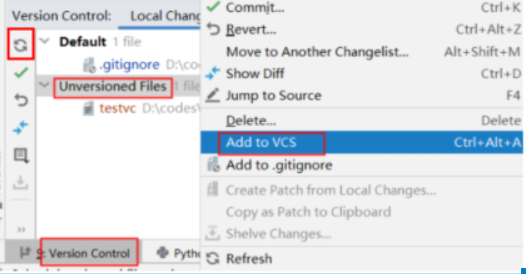 Version Control: Local Chang
Default 1 file
.gitignore D:\co
Unversioned Files 1 file
testvc D:\codes\
9: Version Control
Pytho
Commit... Ctrl+K
Revert... Ctrl+Alt+Z
Move to Another Changelist... Alt+Shift+M
Show Diff Ctrl+D
Jump to Source F4
Delete... Delete
Add to VCS Ctrl+Alt+A
Add to .gitignore
Create Patch from Local Changes...
Copy as Patch to Clipboard
Shelve Changes...
Refresh